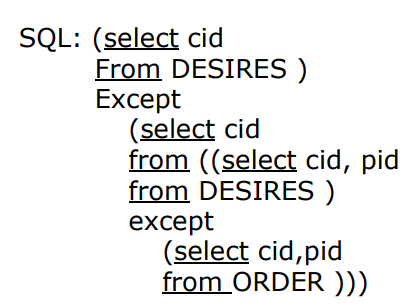 SQL: (select cid
From DESIRES )
Except
(select cid
from ((select cid, pid
from DESIRES )
except
(select cid,pid
from ORDER )))